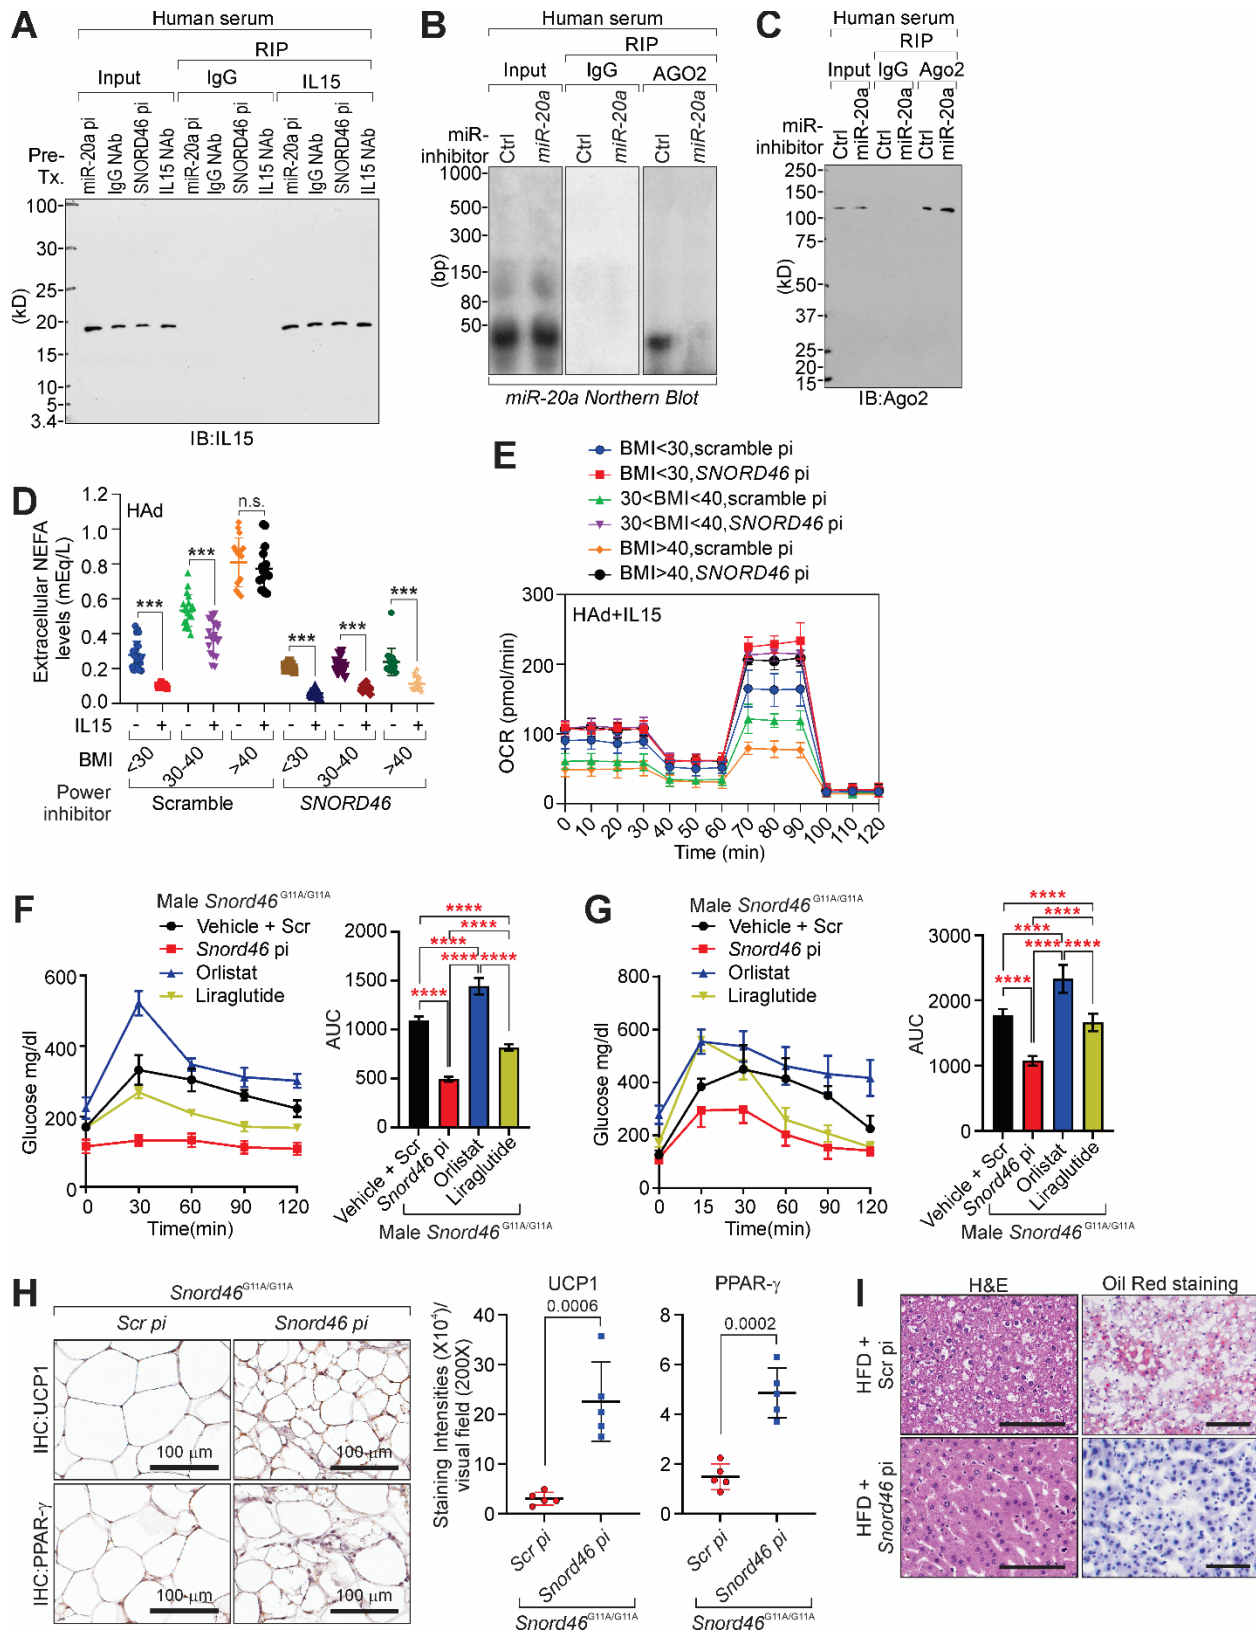 A
Human serum
RIP
Input
IgG
IL15
Pre-
Tx.
miR-20a pi
IgG NAb
SNORD46 pi
IL15 NAb
miR-20a pi
IgG NAb
SNORD46 pi
IL15 NAb
miR-20a pi
IgG NAb
SNORD46 pi
IL15 NAb
(kD)
100
30
25
20
15
10
5
3.4
IB:IL15
B
Human serum
RIP
Input
IgG
AGO2
miR-
inhibitor
Ctrl
miR-20a
Ctrl
miR-20a
Ctrl
miR-20a
(bp)
1000
500
300
150
80
50
miR-20a Northern Blot
C
Human serum
RIP
Input
IgG
Ago2
miR-
inhibitor
Ctrl
miR-20a
Ctrl
miR-20a
Ctrl
miR-20a
(kD)
250
150
100
75
50
37
25
20
15
IB:Ago2
D
HAd
n.s.
***
***
***
***
***
Extracellular NEFA
levels (mEq/L)
1.2
1.0
0.8
0.6
0.4
0.2
0.0
IL15 - + - + - + - + - + - +
BMI <30 30-40 >40 <30 30-40 >40
Power
inhibitor
Scramble
SNORD46
E
BMI<30,scramble pi
BMI<30,SNORD46 pi
30<BMI<40,scramble pi
30<BMI<40,SNORD46 pi
BMI>40,scramble pi
BMI>40,SNORD46 pi
HAd+IL15
OCR (pmol/min)
300
200
100
0
0 10 20 30 40 50 60 70 80 90 100 110 120
Time (min)
F
Male Snord46 G11A/G11A
Vehicle + Scr
Snord46 pi
Orlistat
Liraglutide
Glucose mg/dl
600
400
200
0
0 30 60 90 120
Time(min)
AUC
2000
1500
1000
500
0
****
****
****
**** ****
****
Vehicle + Scr
Snord46 pi
Orlistat
Liraglutide
Male Snord46 G11A/G11A
G
Male Snord46 G11A/G11A
Vehicle + Scr
Snord46 pi
Orlistat
Liraglutide
Glucose mg/dl
800
600
400
200
0
0 15 30 60 90 120
Time(min)
AUC
3000
2000
1000
0
****
****
****
**** ****
****
Vehicle + Scr
Snord46 pi
Orlistat
Liraglutide
Male Snord46 G11A/G11A
H
Snord46 G11A/G11A
Scr pi
Snord46 pi
IHC:UCP1
100 µm
100 µm
IHC:PPAR-γ
100 µm
100 µm
Staining Intensities (X10⁴)/
visual field (200X)
UCP1
0.0006
40
30
20
10
0
Scr pi
Snord46 pi
Snord46 G11A/G11A
PPAR-γ
0.0002
8
6
4
2
0
Scr pi
Snord46 pi
Snord46 G11A/G11A
I
H&E
Oil Red staining
HFD +
Scr pi
HFD +
Snord46 pi